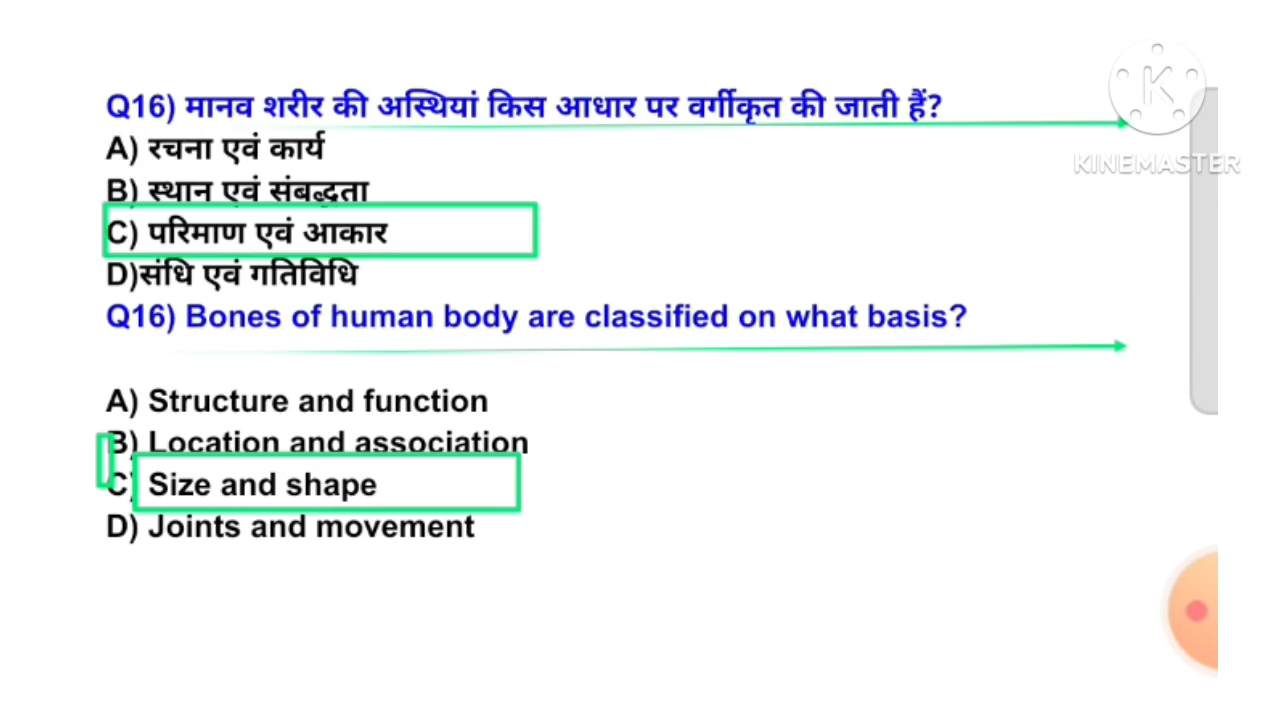 Q16) मानव शरीर की अस्थियां किस आधार पर वर्गीकृत की जाती हैं?
A) रचना एवं कार्य
B) स्थान एवं संबद्धता
C) परिमाण एवं आकार
D)संधि एवं गतिविधि
Q16) Bones of human body are classified on what basis?
A) Structure and function
B) Location and association
C) Size and shape
D) Joints and movement
K
KINEMASTER